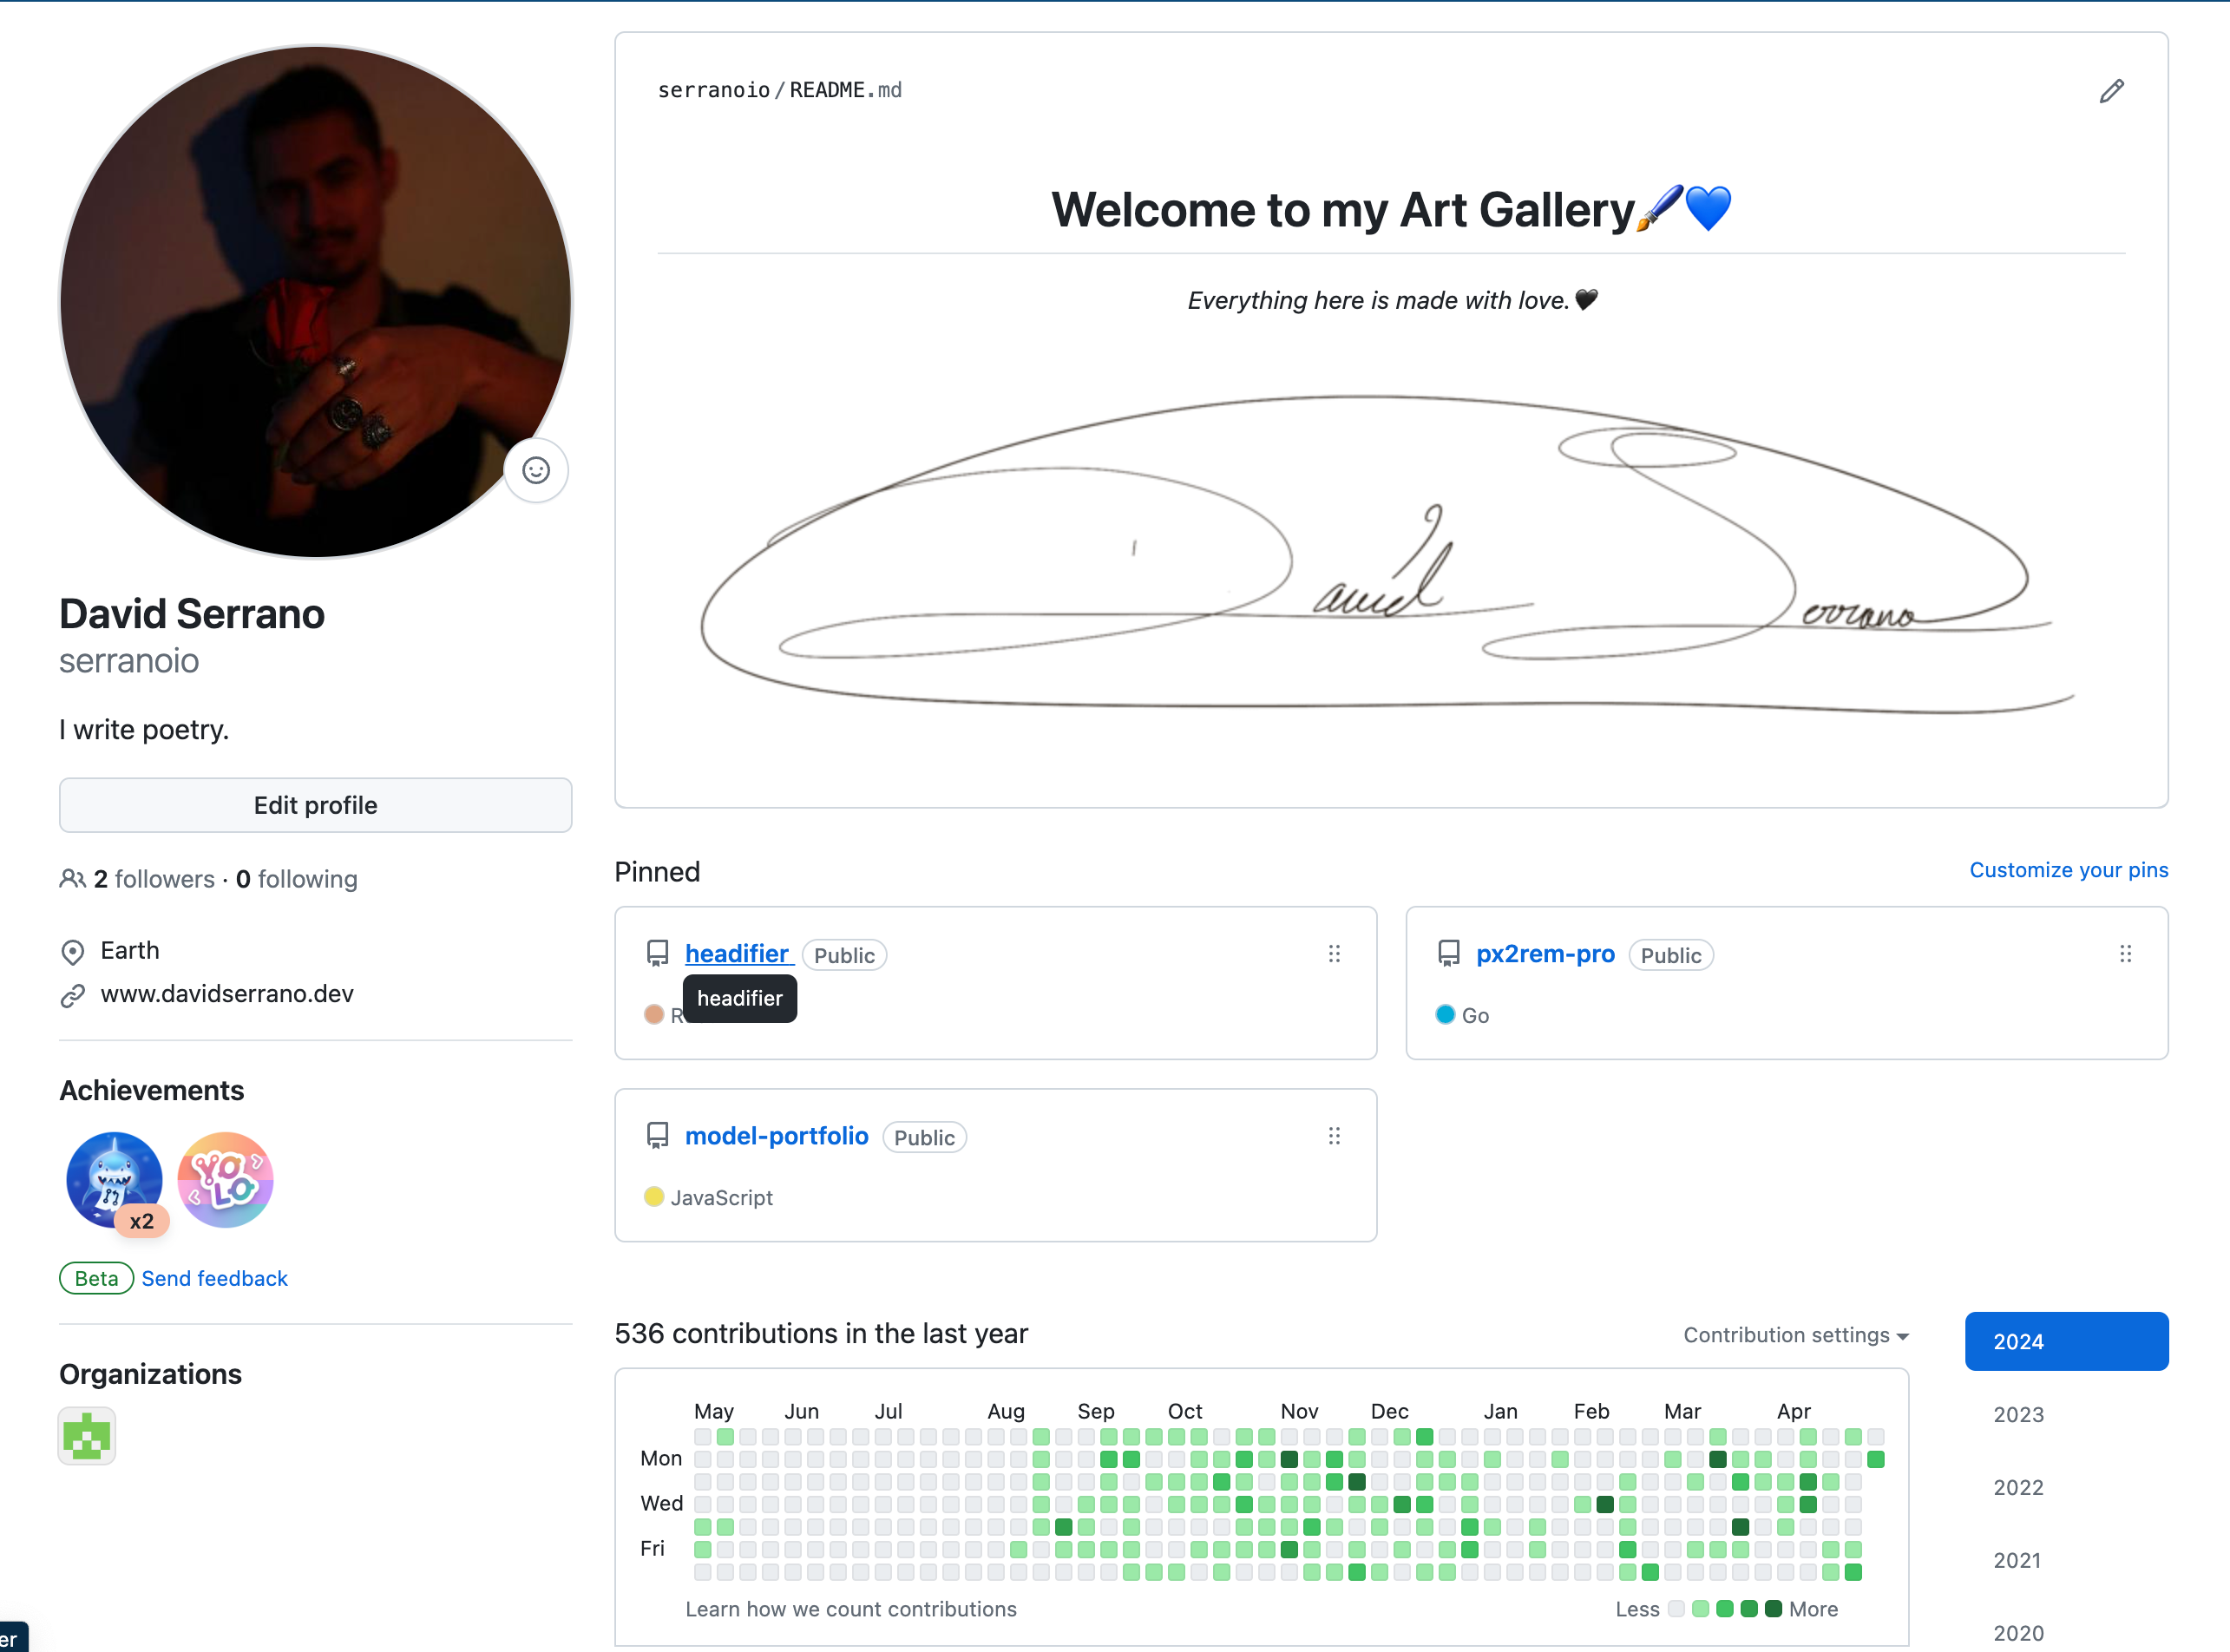 serranoio/README.md
Welcome to my Art Gallery🖌️💙
Everything here is made with love.🖤
David Serrano
David Serrano
serranoio
I write poetry.
Edit profile
2 followers · 0 following
Earth
www.davidserrano.dev
Achievements
x2
YOLO
Beta Send feedback
Organizations
Pinned
Customize your pins
headifier Public
headifier
px2rem-pro Public
Go
model-portfolio Public
JavaScript
536 contributions in the last year
Contribution settings
2024
2023
2022
2021
2020
May Jun Jul Aug Sep Oct Nov Dec Jan Feb Mar Apr
Mon
Wed
Fri
Learn how we count contributions
Less More
er